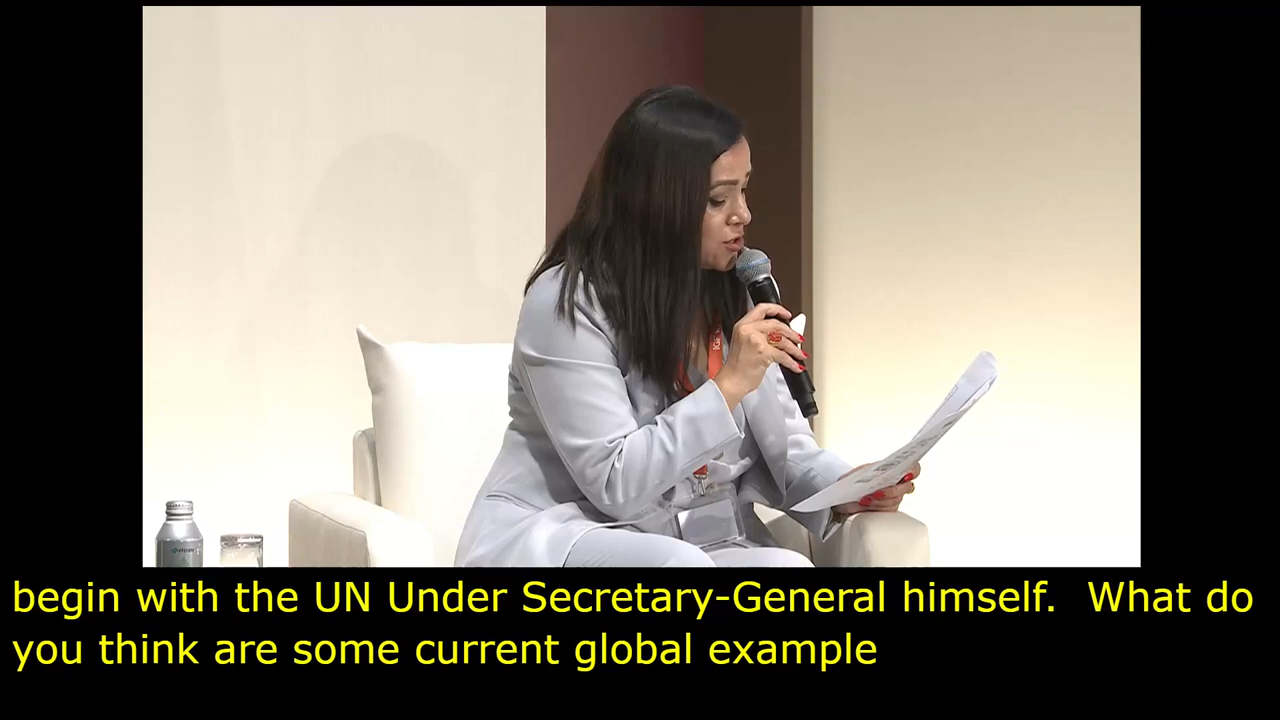 begin with the UN Under Secretary-General himself.  What do
you think are some current global example